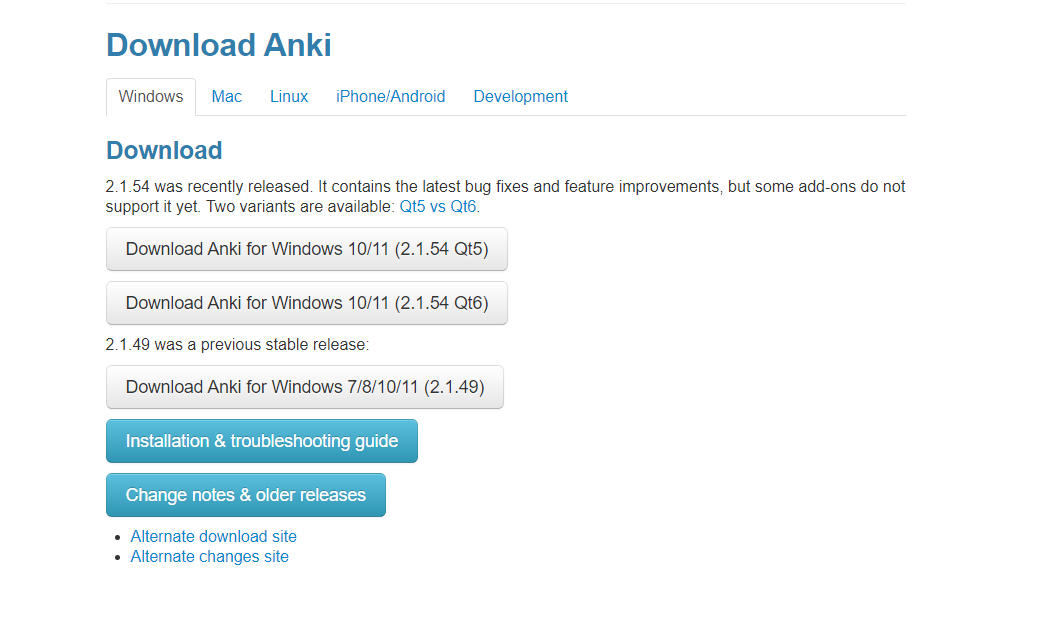 Download Anki
Windows Mac Linux iPhone/Android Development
Download
2.1.54 was recently released. It contains the latest bug fixes and feature improvements, but some add-ons do not
support it yet. Two variants are available: Qt5 vs Qt6.
Download Anki for Windows 10/11 (2.1.54 Qt5)
Download Anki for Windows 10/11 (2.1.54 Qt6)
2.1.49 was a previous stable release:
Download Anki for Windows 7/8/10/11 (2.1.49)
Installation & troubleshooting guide
Change notes & older releases
• Alternate download site
• Alternate changes site